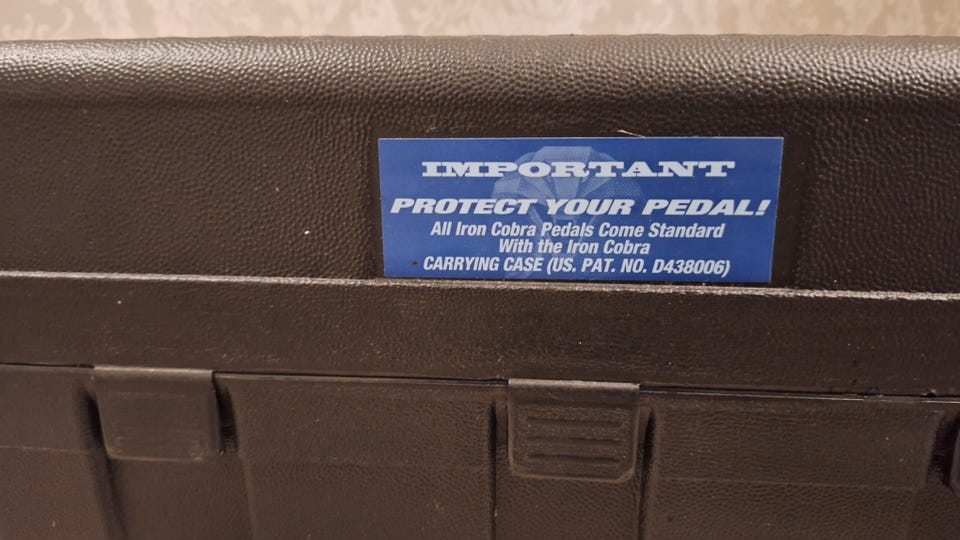 IMPORTANT
PROTECT YOUR PEDAL!
All Iron Cobra Pedals Come Standard
With the Iron Cobra
CARRYING CASE (US. PAT. NO. D438006)